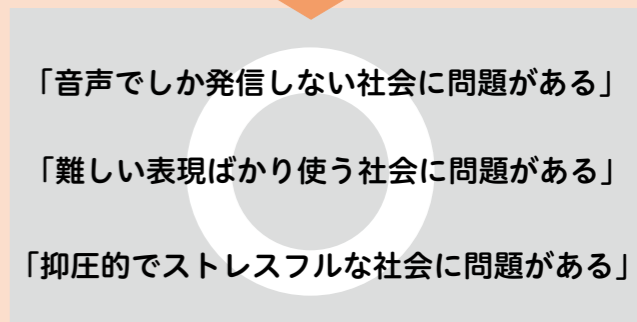 「音声でしか発信しない社会に問題がある」
「難しい表現ばかり使う社会に問題がある」
「抑圧的でストレスフルな社会に問題がある」